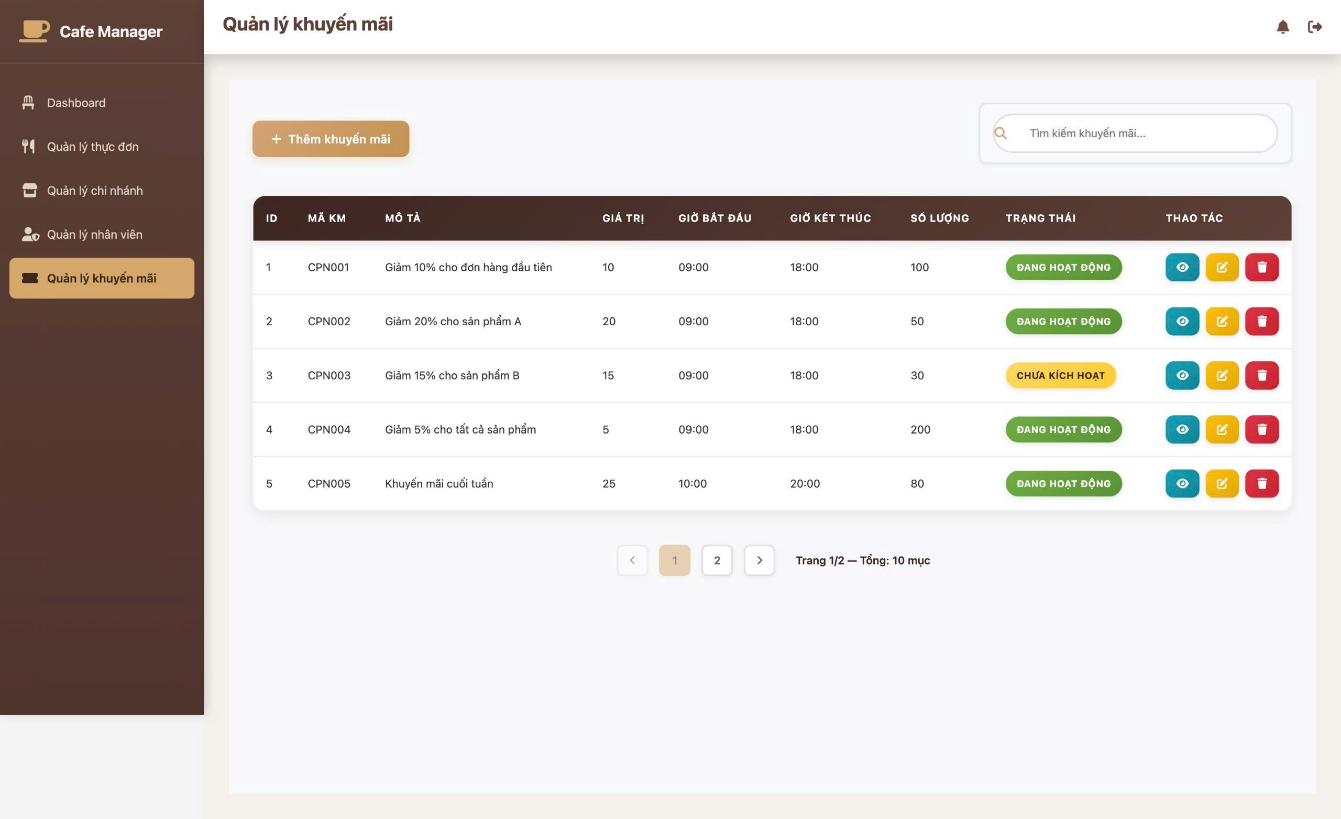 Cafe Manager
Quản lý khuyến mãi
Dashboard
Quản lý thực đơn
Quản lý chi nhánh
Quản lý nhân viên
Quản lý khuyến mãi
+ Thêm khuyến mãi
Tìm kiếm khuyến mãi...
ID MÃ KM MÔ TẢ GIÁ TRỊ GIỜ BẮT ĐẦU GIỜ KẾT THÚC SỐ LƯỢNG TRẠNG THÁI THAO TÁC
1 CPN001 Giảm 10% cho đơn hàng đầu tiên 10 09:00 18:00 100 ĐANG HOẠT ĐỘNG
2 CPN002 Giảm 20% cho sản phẩm A 20 09:00 18:00 50 ĐANG HOẠT ĐỘNG
3 CPN003 Giảm 15% cho sản phẩm B 15 09:00 18:00 30 CHƯA KÍCH HOẠT
4 CPN004 Giảm 5% cho tất cả sản phẩm 5 09:00 18:00 200 ĐANG HOẠT ĐỘNG
5 CPN005 Khuyến mãi cuối tuần 25 10:00 20:00 80 ĐANG HOẠT ĐỘNG
1 2 Trang 1/2 — Tổng: 10 mục